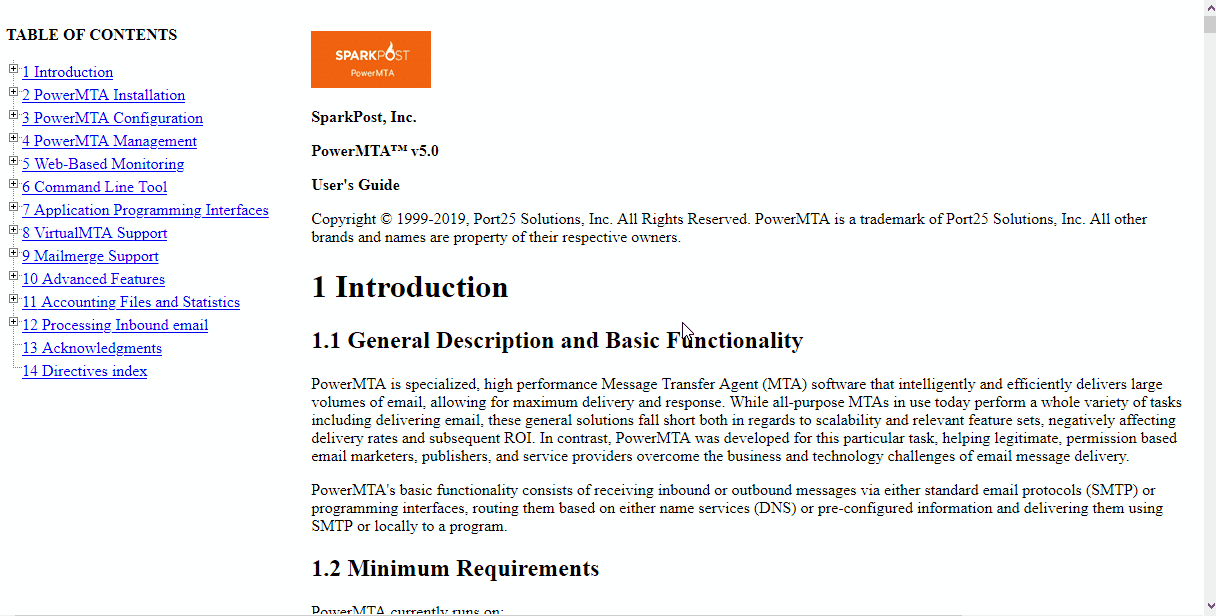 TABLE OF CONTENTS
1 Introduction
2 PowerMTA Installation
3 PowerMTA Configuration
4 PowerMTA Management
5 Web-Based Monitoring
6 Command Line Tool
7 Application Programming Interfaces
8 VirtualMTA Support
9 Mailmerge Support
10 Advanced Features
11 Accounting Files and Statistics
12 Processing Inbound email
13 Acknowledgments
14 Directives index
SPARKPOST
PowerMTA
SparkPost, Inc.
PowerMTA™ v5.0
User's Guide
Copyright © 1999-2019, Port25 Solutions, Inc. All Rights Reserved. PowerMTA is a trademark of Port25 Solutions, Inc. All other
brands and names are property of their respective owners.
1 Introduction
1.1 General Description and Basic Functionality
PowerMTA is specialized, high performance Message Transfer Agent (MTA) software that intelligently and efficiently delivers large
volumes of email, allowing for maximum delivery and response. While all-purpose MTAs in use today perform a whole variety of tasks
including delivering email, these general solutions fall short both in regards to scalability and relevant feature sets, negatively affecting
delivery rates and subsequent ROI. In contrast, PowerMTA was developed for this particular task, helping legitimate, permission based
email marketers, publishers, and service providers overcome the business and technology challenges of email message delivery.
PowerMTA's basic functionality consists of receiving inbound or outbound messages via either standard email protocols (SMTP) or
programming interfaces, routing them based on either name services (DNS) or pre-configured information and delivering them using
SMTP or locally to a program.
1.2 Minimum Requirements
PowerMTA currently runs on: